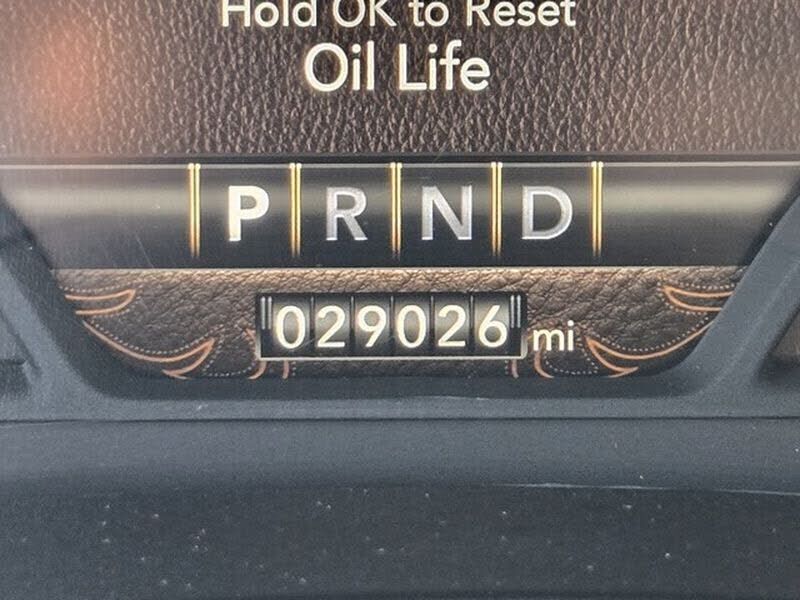 Hold OK to Reset
Oil Life
P R N D
029026 mi